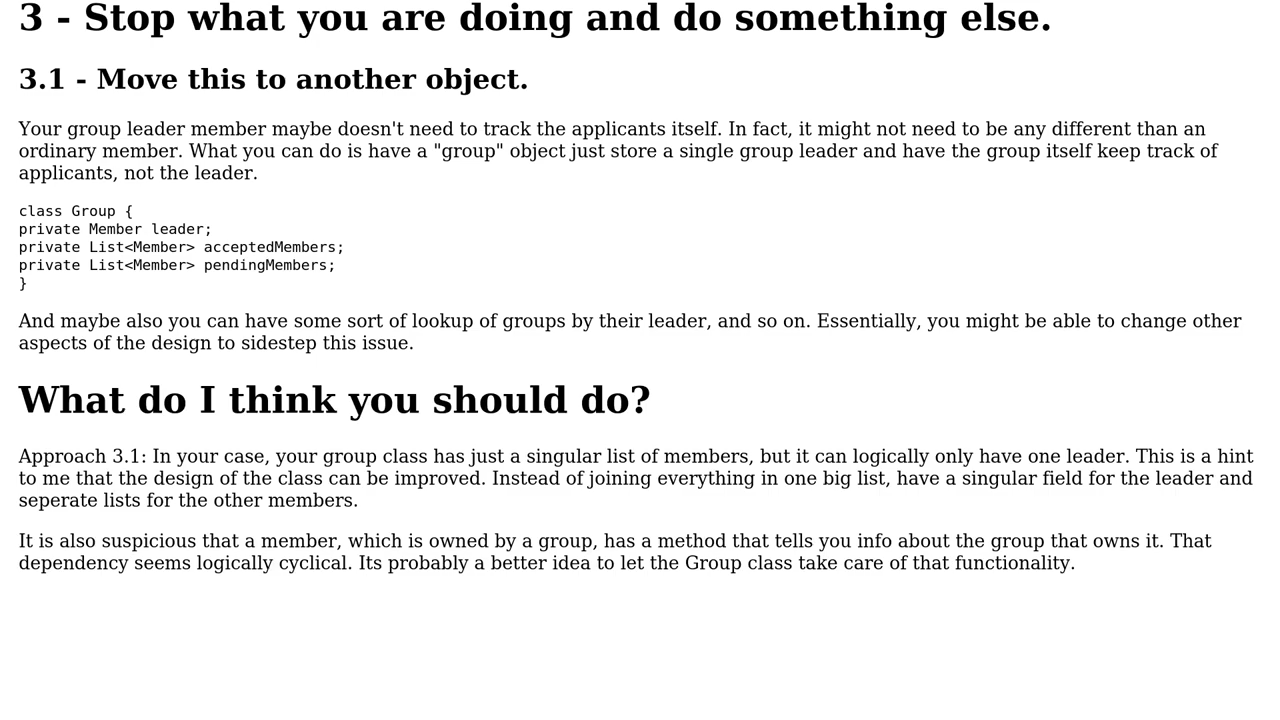 3 - Stop what you are doing and do something else.
3.1 - Move this to another object.
Your group leader member maybe doesn't need to track the applicants itself. In fact, it might not need to be any different than an
ordinary member. What you can do is have a "group" object just store a single group leader and have the group itself keep track of
applicants, not the leader.
class Group {
private Member leader;
private List<Member> acceptedMembers;
private List<Member> pendingMembers;
}
And maybe also you can have some sort of lookup of groups by their leader, and so on. Essentially, you might be able to change other
aspects of the design to sidestep this issue.
What do I think you should do?
Approach 3.1: In your case, your group class has just a singular list of members, but it can logically only have one leader. This is a hint
to me that the design of the class can be improved. Instead of joining everything in one big list, have a singular field for the leader and
seperate lists for the other members.
It is also suspicious that a member, which is owned by a group, has a method that tells you info about the group that owns it. That
dependency seems logically cyclical. Its probably a better idea to let the Group class take care of that functionality.